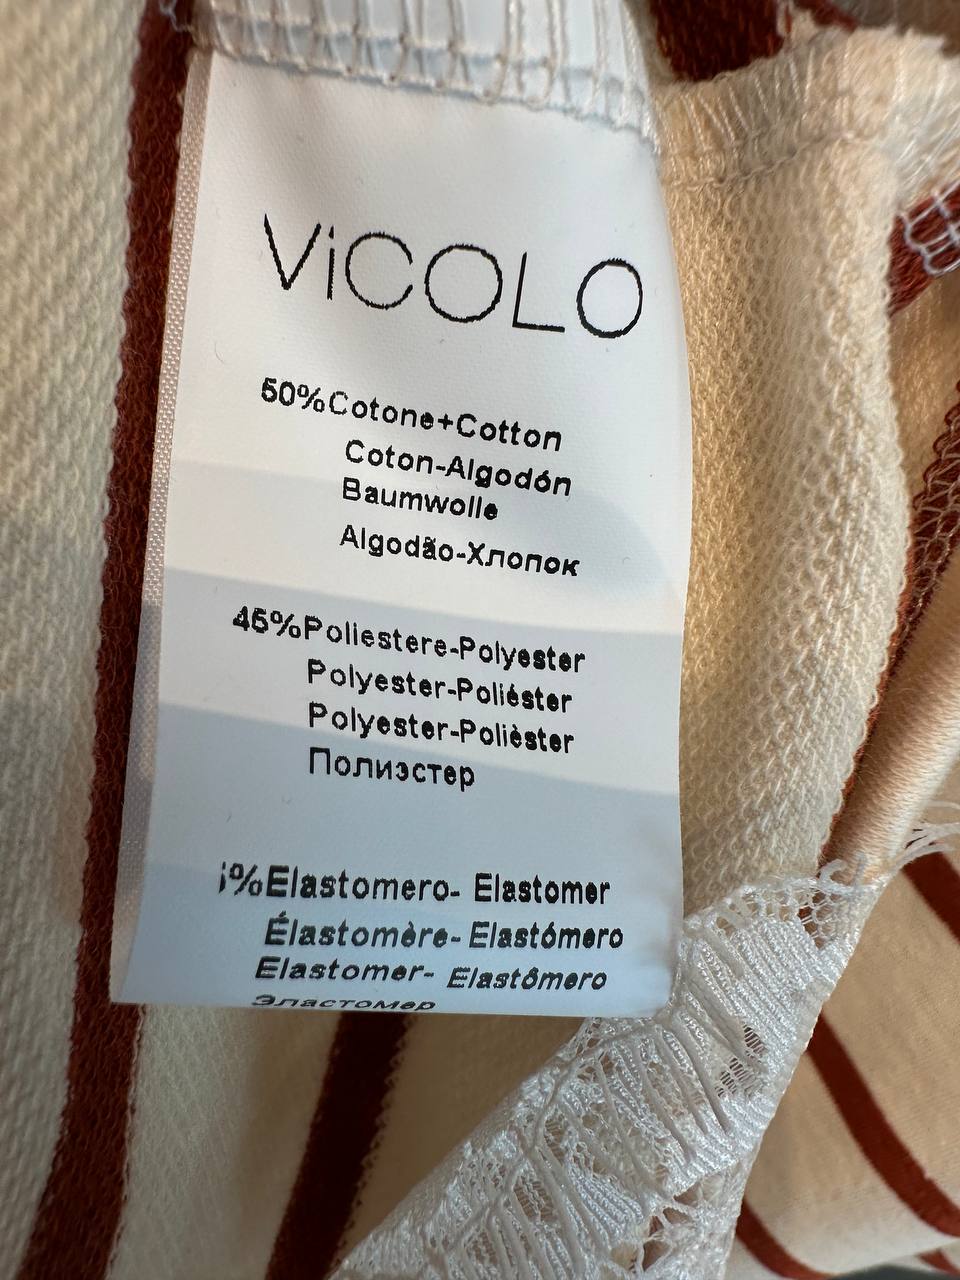 ViCOLO
50%Cotone+Cotton
Coton-Algodón
Baumwolle
Algodão-Хлопок
45%Poliestere-Polyester
Polyester-Poliéster
Polyester-Polièster
Полиэстер
Elastomero- Elastomer
Élastomère- Elastómero
Elastomer- Elastômero
Эластомер